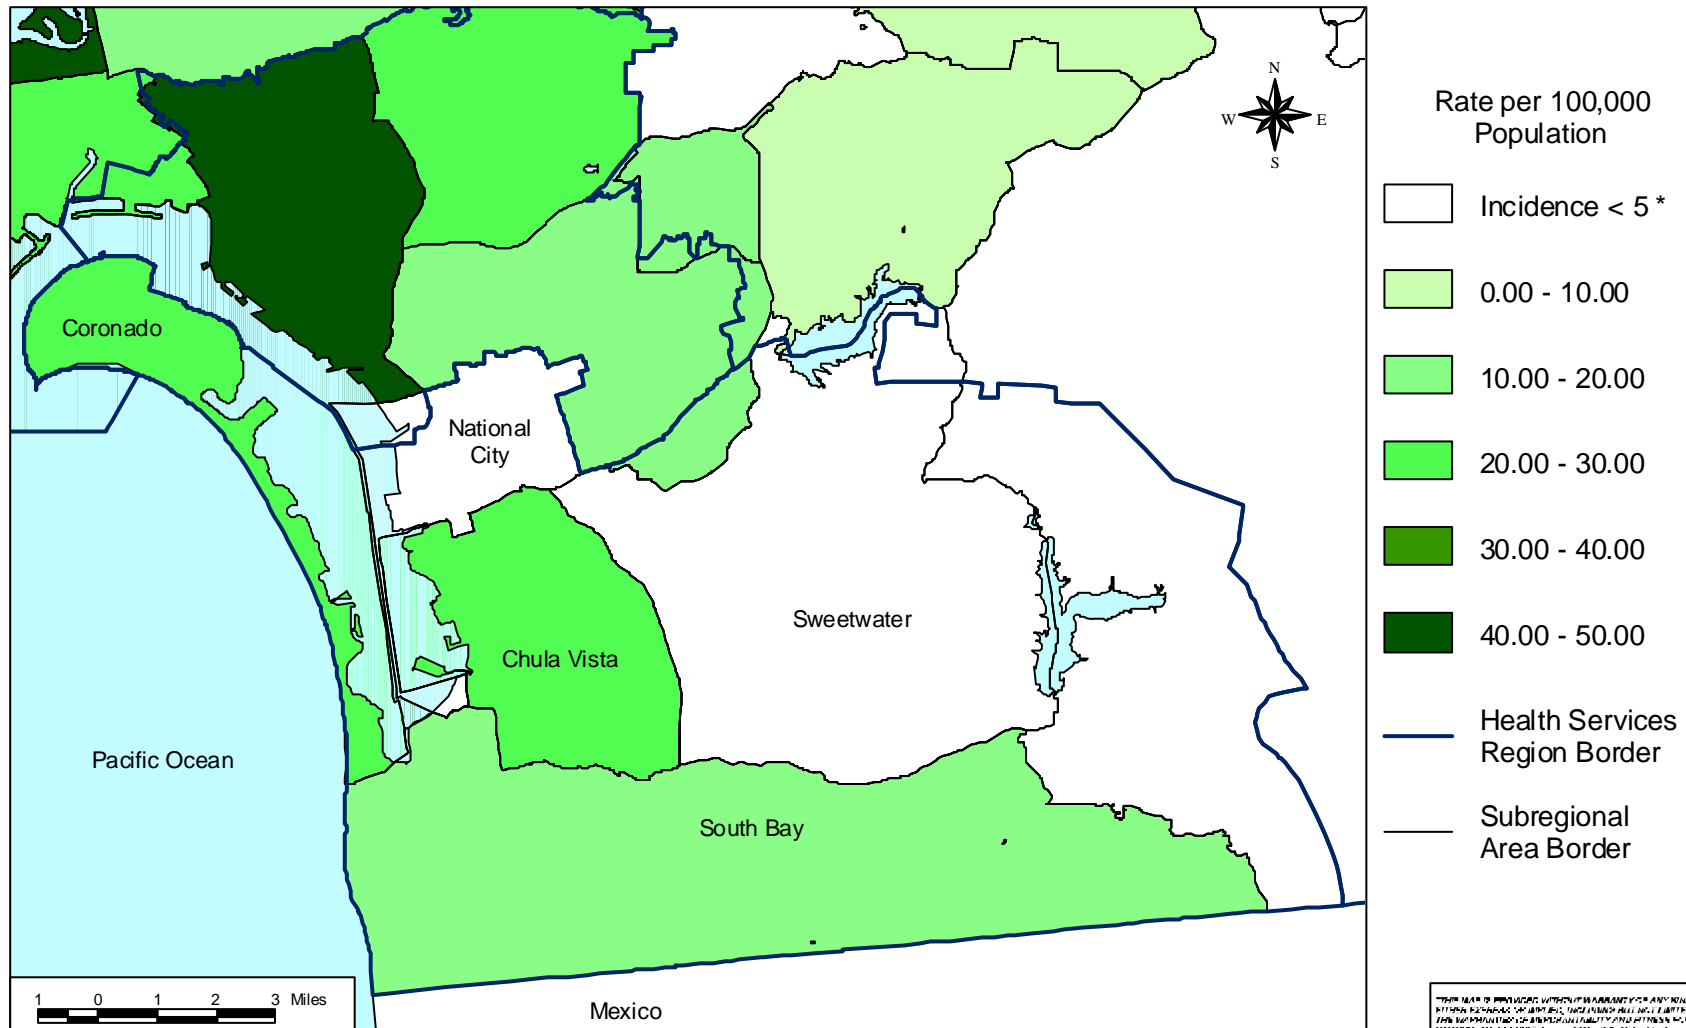 N
W
E
S
Coronado
National
City
Chula Vista
Sweetwater
Pacific Ocean
South Bay
Mexico
1 0 1 2 3 Miles
Rate per 100,000
Population
Incidence < 5 *
0.00 - 10.00
10.00 - 20.00
20.00 - 30.00
30.00 - 40.00
40.00 - 50.00
Health Services
Region Border
Subregional
Area Border